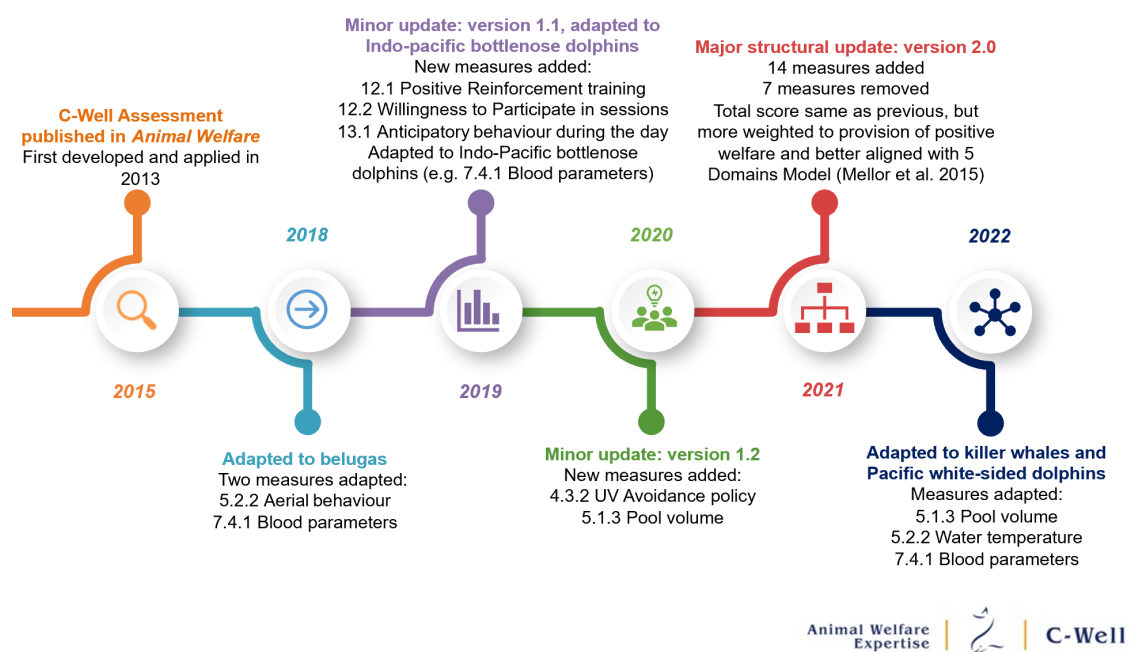 C-Well Assessment
published in Animal Welfare
First developed and applied in
2013
2015
2018
Adapted to belugas
Two measures adapted:
5.2.2 Aerial behaviour
7.4.1 Blood parameters
Minor update: version 1.1, adapted to
Indo-pacific bottlenose dolphins
New measures added:
12.1 Positive Reinforcement training
12.2 Willingness to Participate in sessions
13.1 Anticipatory behaviour during the day
Adapted to Indo-Pacific bottlenose
dolphins (e.g. 7.4.1 Blood parameters)
2019
2020
Minor update: version 1.2
New measures added:
4.3.2 UV Avoidance policy
5.1.3 Pool volume
Major structural update: version 2.0
14 measures added
7 measures removed
Total score same as previous, but
more weighted to provision of positive
welfare and better aligned with 5
Domains Model (Mellor et al. 2015)
2021
2022
Adapted to killer whales and
Pacific white-sided dolphins
Measures adapted:
5.1.3 Pool volume
5.2.2 Water temperature
7.4.1 Blood parameters
Animal Welfare
Expertise
C-Well